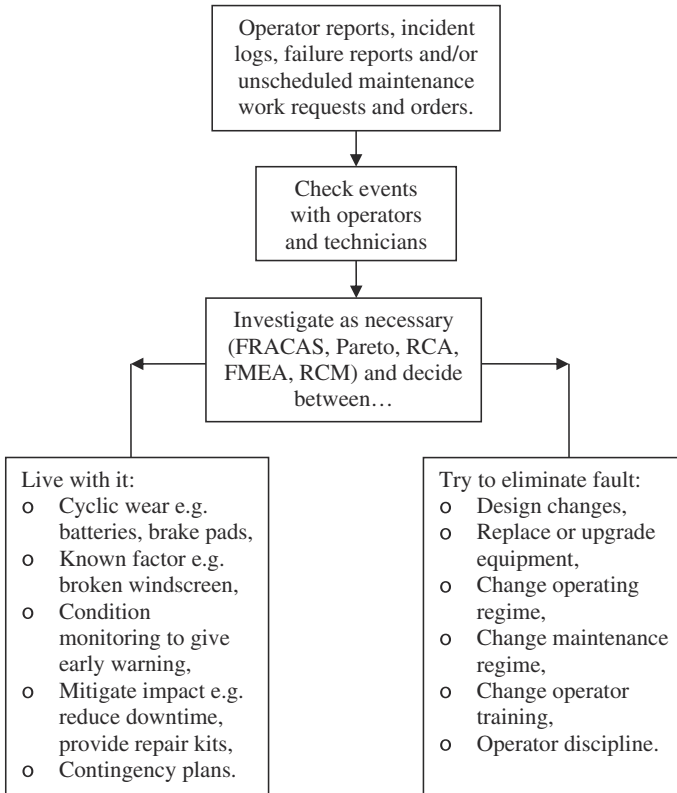 Operator reports, incident
logs, failure reports and/or
unscheduled maintenance
work requests and orders.
Check events
with operators
and technicians
Investigate as necessary
(FRACAS, Pareto, RCA,
FMEA, RCM) and decide
between…
Live with it:
o Cyclic wear e.g.
batteries, brake pads,
o Known factor e.g.
broken windscreen,
o Condition
monitoring to give
early warning,
o Mitigate impact e.g.
reduce downtime,
provide repair kits,
o Contingency plans.
Try to eliminate fault:
o Design changes,
o Replace or upgrade
equipment,
o Change operating
regime,
o Change maintenance
regime,
o Change operator
training,
o Operator discipline.